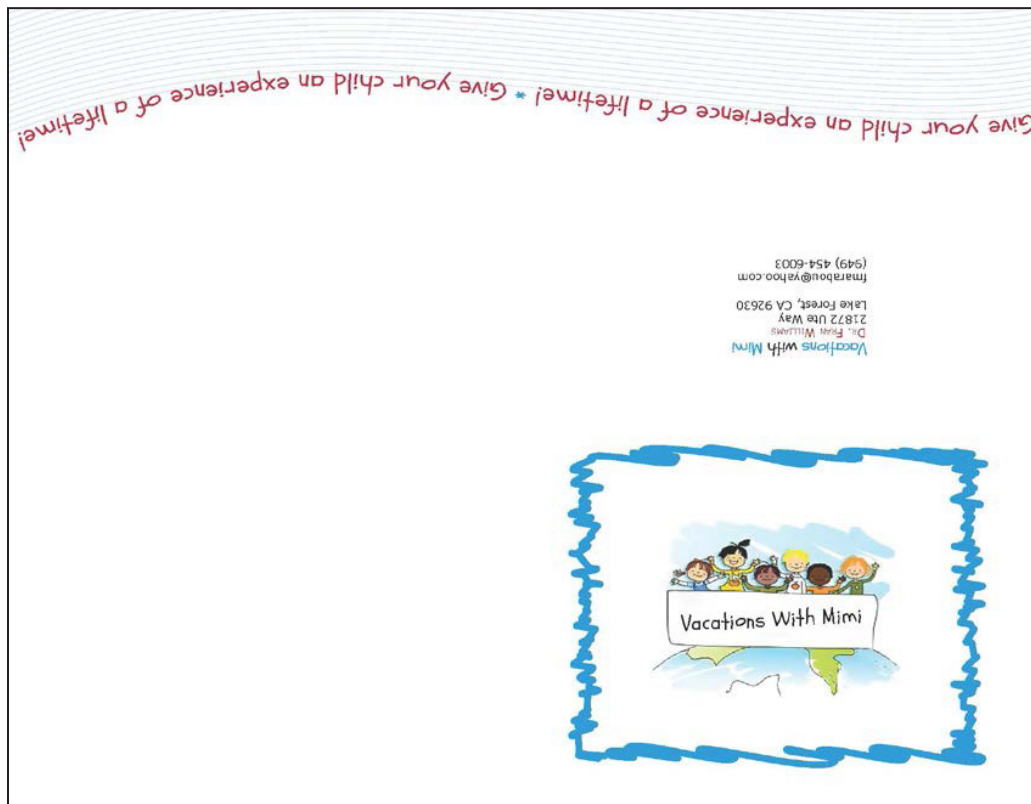 Give your child an experience of a lifetime! * Give your child an experience of a lifetime!
Vacations with Mimi
Dr. Fran Williams
21872 Ute Way
Lake Forest, CA 92630
fmarabou@yahoo.com
(949) 454-6003
Vacations With Mimi